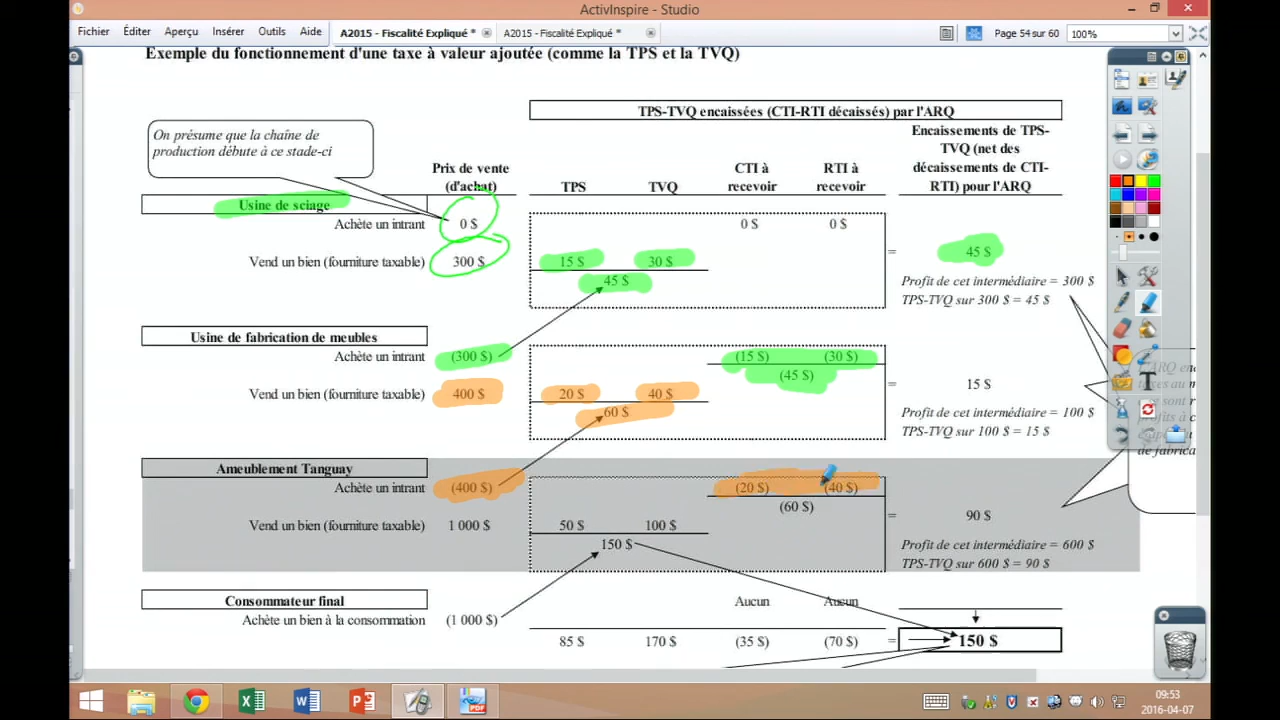 ActivInspire - Studio
Fichier Éditer Aperçu Insérer Outils Aide A2015 - Fiscalité Expliqué * A2015 - Fiscalité Expliqué * Page 54 sur 60 100%
Exemple du fonctionnement d'une taxe à valeur ajoutée (comme la TPS et la TVQ)
TPS-TVQ encaissées (CTI-RTI décaissés) par l'ARQ
On présume que la chaîne de
production débute à ce stade-ci
Prix de vente
(d'achat)
TPS TVQ
CTI à
recevoir
RTI à
recevoir
Encaissements de TPS-
TVQ (net des
décaissements de CTI-
RTI) pour l'ARQ
Usine de sciage
Achète un intrant 0 $ 0 $ 0 $
Vend un bien (fourniture taxable) 300 $ 15 $ 30 $ = 45 $
45 $
Profit de cet intermédiaire = 300 $
TPS-TVQ sur 300 $ = 45 $
Usine de fabrication de meubles
Achète un intrant (300 $) (15 $) (30 $)
(45 $)
Vend un bien (fourniture taxable) 400 $ 20 $ 40 $ = 15 $
60 $
Profit de cet intermédiaire = 100 $
TPS-TVQ sur 100 $ = 15 $
de fabrica
Ameublement Tanguay
Achète un intrant (400 $) (20 $) (40 $)
(60 $)
Vend un bien (fourniture taxable) 1 000 $ 50 $ 100 $ = 90 $
150 $
Profit de cet intermédiaire = 600 $
TPS-TVQ sur 600 $ = 90 $
Consommateur final Aucun Aucun
Achète un bien à la consommation (1 000 $)
85 $ 170 $ (35 $) (70 $) = 150 $
09:53
2016-04-07